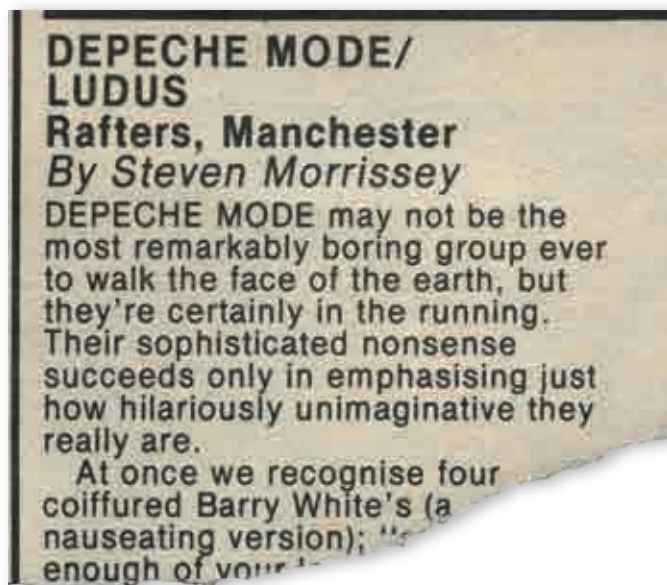 DEPECHE MODE/
LUDUS
Rafters, Manchester
By Steven Morrissey
DEPECHE MODE may not be the
most remarkably boring group ever
to walk the face of the earth, but
they're certainly in the running.
Their sophisticated nonsense
succeeds only in emphasising just
how hilariously unimaginative they
really are.
At once we recognise four
coiffured Barry White's (a
nauseating version);
enough of your